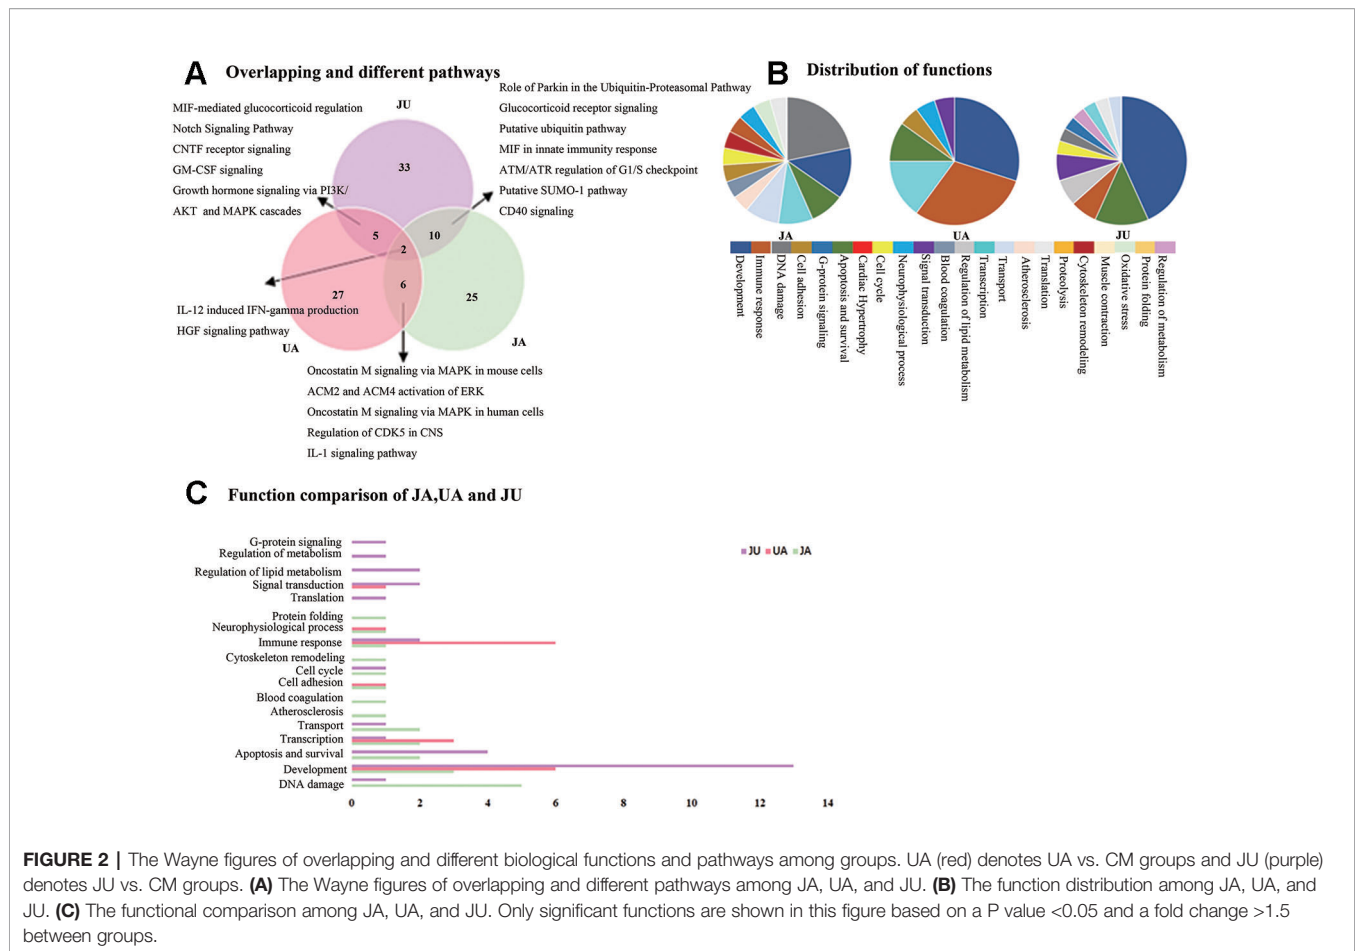 A Overlapping and different pathways
JU
MIF-mediated glucocorticoid regulation
Notch Signaling Pathway
CNTF receptor signaling
GM-CSF signaling
Growth hormone signaling via PI3K/
AKT and MAPK cascades
Role of Parkin in the Ubiquitin-Proteasomal Pathway
Glucocorticoid receptor signaling
Putative ubiquitin pathway
MIF in innate immunity response
ATM/ATR regulation of G1/S checkpoint
Putative SUMO-1 pathway
CD40 signaling
33
5
10
2
27
6
25
IL-12 induced IFN-gamma production
HGF signaling pathway
UA
JA
Oncostatin M signaling via MAPK in mouse cells
ACM2 and ACM4 activation of ERK
Oncostatin M signaling via MAPK in human cells
Regulation of CDK5 in CNS
IL-1 signaling pathway
B Distribution of functions
JA
UA
JU
Development
Immune response
DNA damage
Cell adhesion
G-protein signaling
Apoptosis and survival
Cardiac Hypertrophy
Cell cycle
Neurophysiological process
Signal transduction
Blood coagulation
Regulation of lipid metabolism
Transcription
Transport
Atherosclerosis
Translation
Proteolysis
Cytoskeleton remodeling
Muscle contraction
Oxidative stress
Protein folding
Regulation of metabolism
C Function comparison of JA,UA and JU
G-protein signaling
Regulation of metabolism
Regulation of lipid metabolism
Signal transduction
Translation
Protein folding
Neurophysiological process
Immune response
Cytoskeleton remodeling
Cell cycle
Cell adhesion
Blood coagulation
Atherosclerosis
Transport
Transcription
Apoptosis and survival
Development
DNA damage
0 2 4 6 8 10 12 14
JU UA JA
FIGURE 2 | The Wayne figures of overlapping and different biological functions and pathways among groups. UA (red) denotes UA vs. CM groups and JU (purple)
denotes JU vs. CM groups. (A) The Wayne figures of overlapping and different pathways among JA, UA, and JU. (B) The function distribution among JA, UA, and
JU. (C) The functional comparison among JA, UA, and JU. Only significant functions are shown in this figure based on a P value <0.05 and a fold change >1.5
between groups.